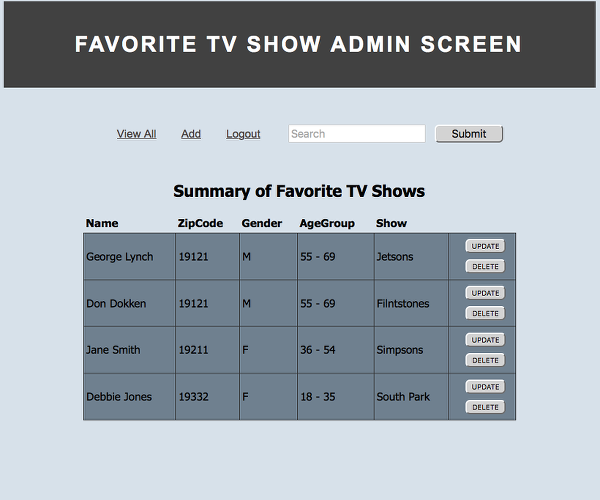 FAVORITE TV SHOW ADMIN SCREEN
View All Add Logout Search Submit
Summary of Favorite TV Shows
Name ZipCode Gender AgeGroup Show
George Lynch 19121 M 55 - 69 Jetsons UPDATE DELETE
Don Dokken 19121 M 55 - 69 Flintstones UPDATE DELETE
Jane Smith 19211 F 36 - 54 Simpsons UPDATE DELETE
Debbie Jones 19332 F 18 - 35 South Park UPDATE DELETE